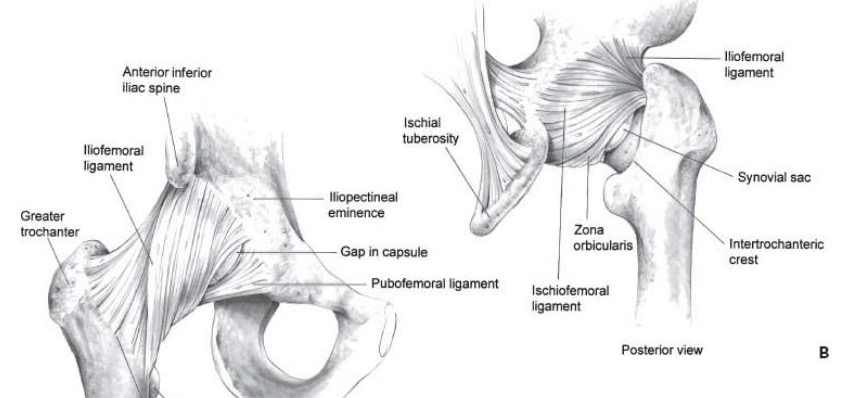 Anterior inferior
iliac spine
Iliofemoral
ligament
Greater
trochanter
Iliopectineal
eminence
Gap in capsule
Pubofemoral ligament
Iliofemoral
ligament
Ischial
tuberosity
Synovial sac
Zona
orbicularis
Intertrochanteric
crest
Ischiofemoral
ligament
Posterior view
B